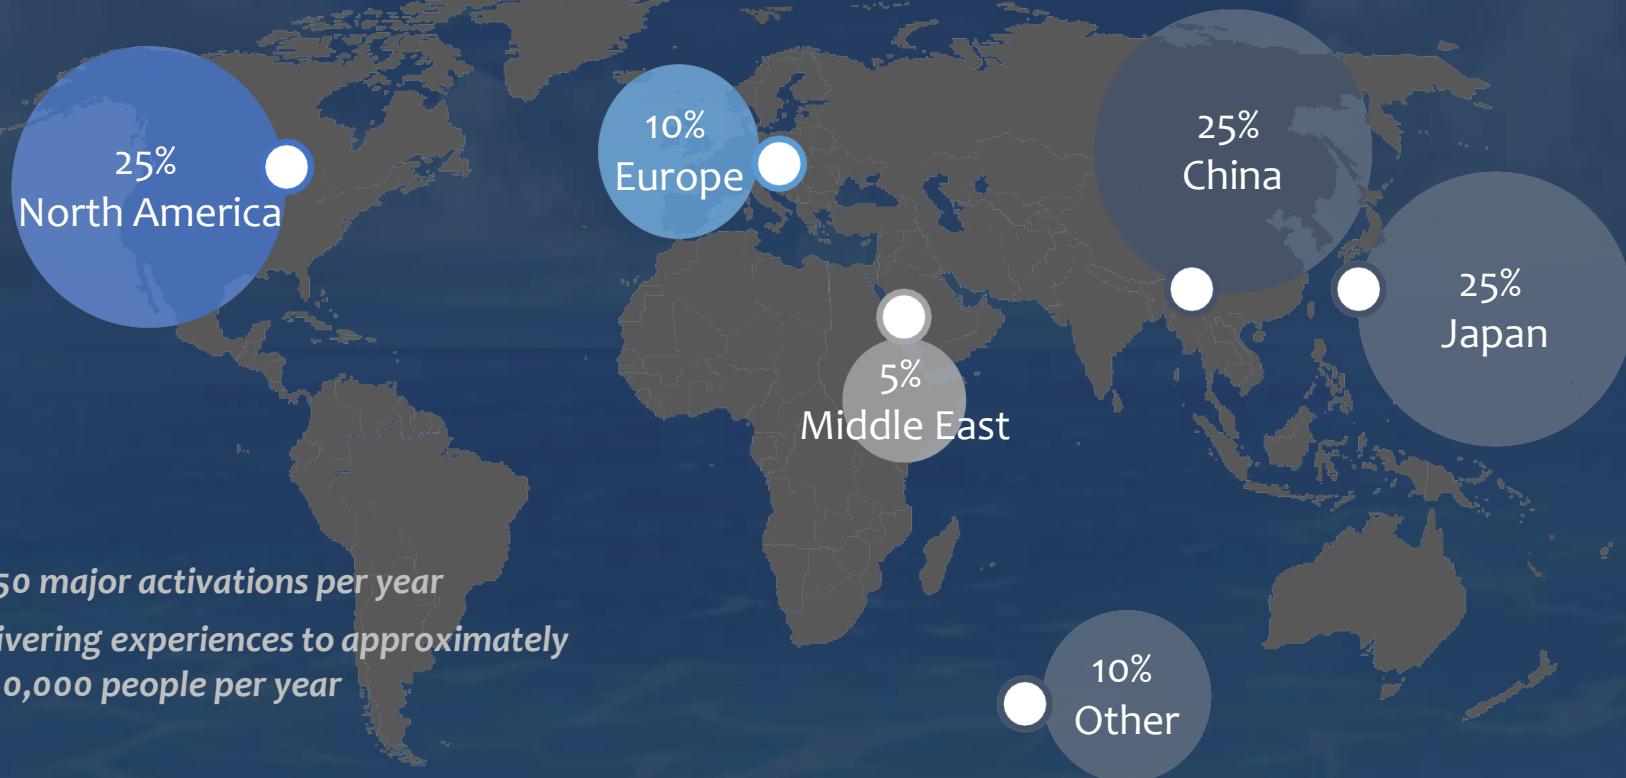 10%
Europe
25%
China
25%
North America
25%
Japan
5%
Middle East
50 major activations per year
experiences to approximately
people per year
10%
Other